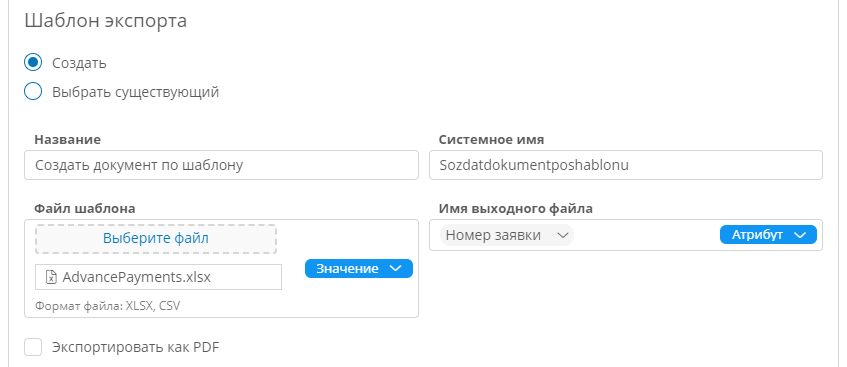 Шаблон экспорта
Создать
Выбрать существующий
Название
Системное имя
Создать документ по шаблону
Sozdatdokumentposhablonu
Файл шаблона
Имя выходного файла
Выберите файл
Номер заявки
Атрибут
AdvancePayments.xlsx
Значение
Формат файла: XLSX, CSV
Экспортировать как PDF